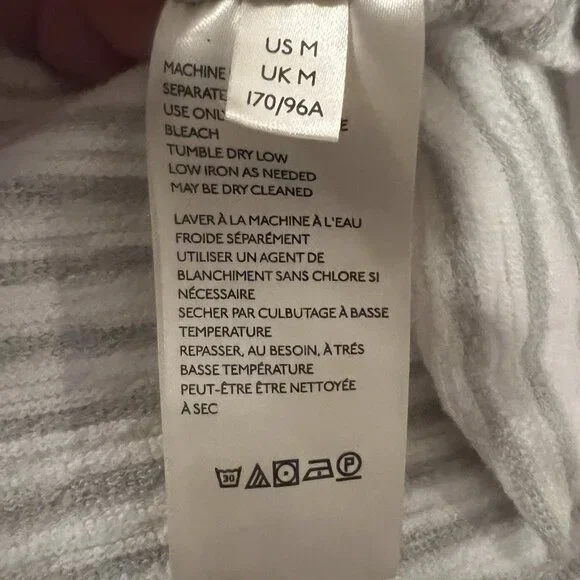 US M
UK M
170/96A
MACHINE
SEPARATE
USE ONLY
BLEACH
TUMBLE DRY LOW
LOW IRON AS NEEDED
MAY BE DRY CLEANED
LAVER À LA MACHINE À L'EAU
FROIDE SÉPARÉMENT
UTILISER UN AGENT DE
BLANCHIMENT SANS CHLORE SI
NÉCESSAIRE
SECHER PAR CULBUTAGE À BASSE
TEMPERATURE
REPASSER, AU BESOIN, À TRÉS
BASSE TEMPÉRATURE
PEUT-ÊTRE ÊTRE NETTOYÉE
À SEC
30
P